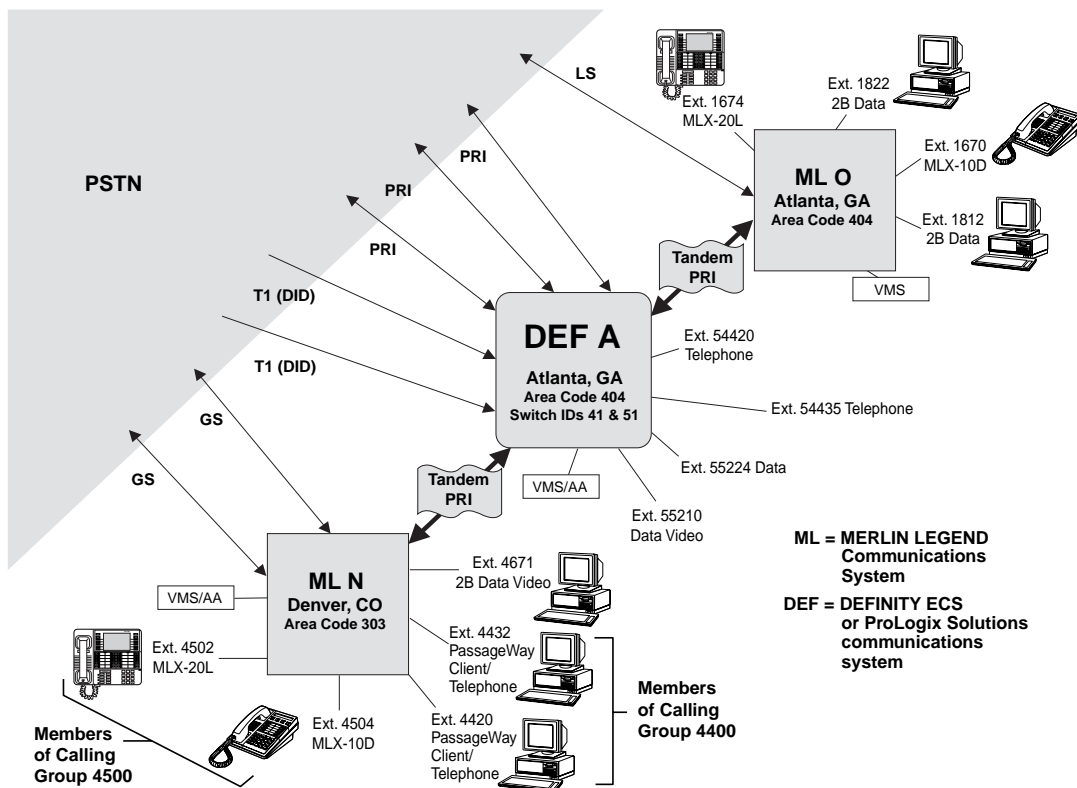 PSTN
LS
PRI
PRI
PRI
T1 (DID)
T1 (DID)
GS
GS
Ext. 1674
MLX-20L
Ext. 1822
2B Data
ML O
Atlanta, GA
Area Code 404
Ext. 1670
MLX-10D
Ext. 1812
2B Data
VMS
Tandem
PRI
DEF A
Atlanta, GA
Area Code 404
Switch IDs 41 & 51
Ext. 54420
Telephone
Ext. 54435 Telephone
Ext. 55224 Data
Ext. 55210
Data Video
VMS/AA
Tandem
PRI
ML N
Denver, CO
Area Code 303
VMS/AA
Ext. 4502
MLX-20L
Ext. 4504
MLX-10D
Members
of Calling
Group 4500
Ext. 4671
2B Data Video
Ext. 4432
PassageWay
Client/
Telephone
Ext. 4420
PassageWay
Client/
Telephone
Members
of Calling
Group 4400
ML = MERLIN LEGEND
Communications
System
DEF = DEFINITY ECS
or ProLogix Solutions
communications
system